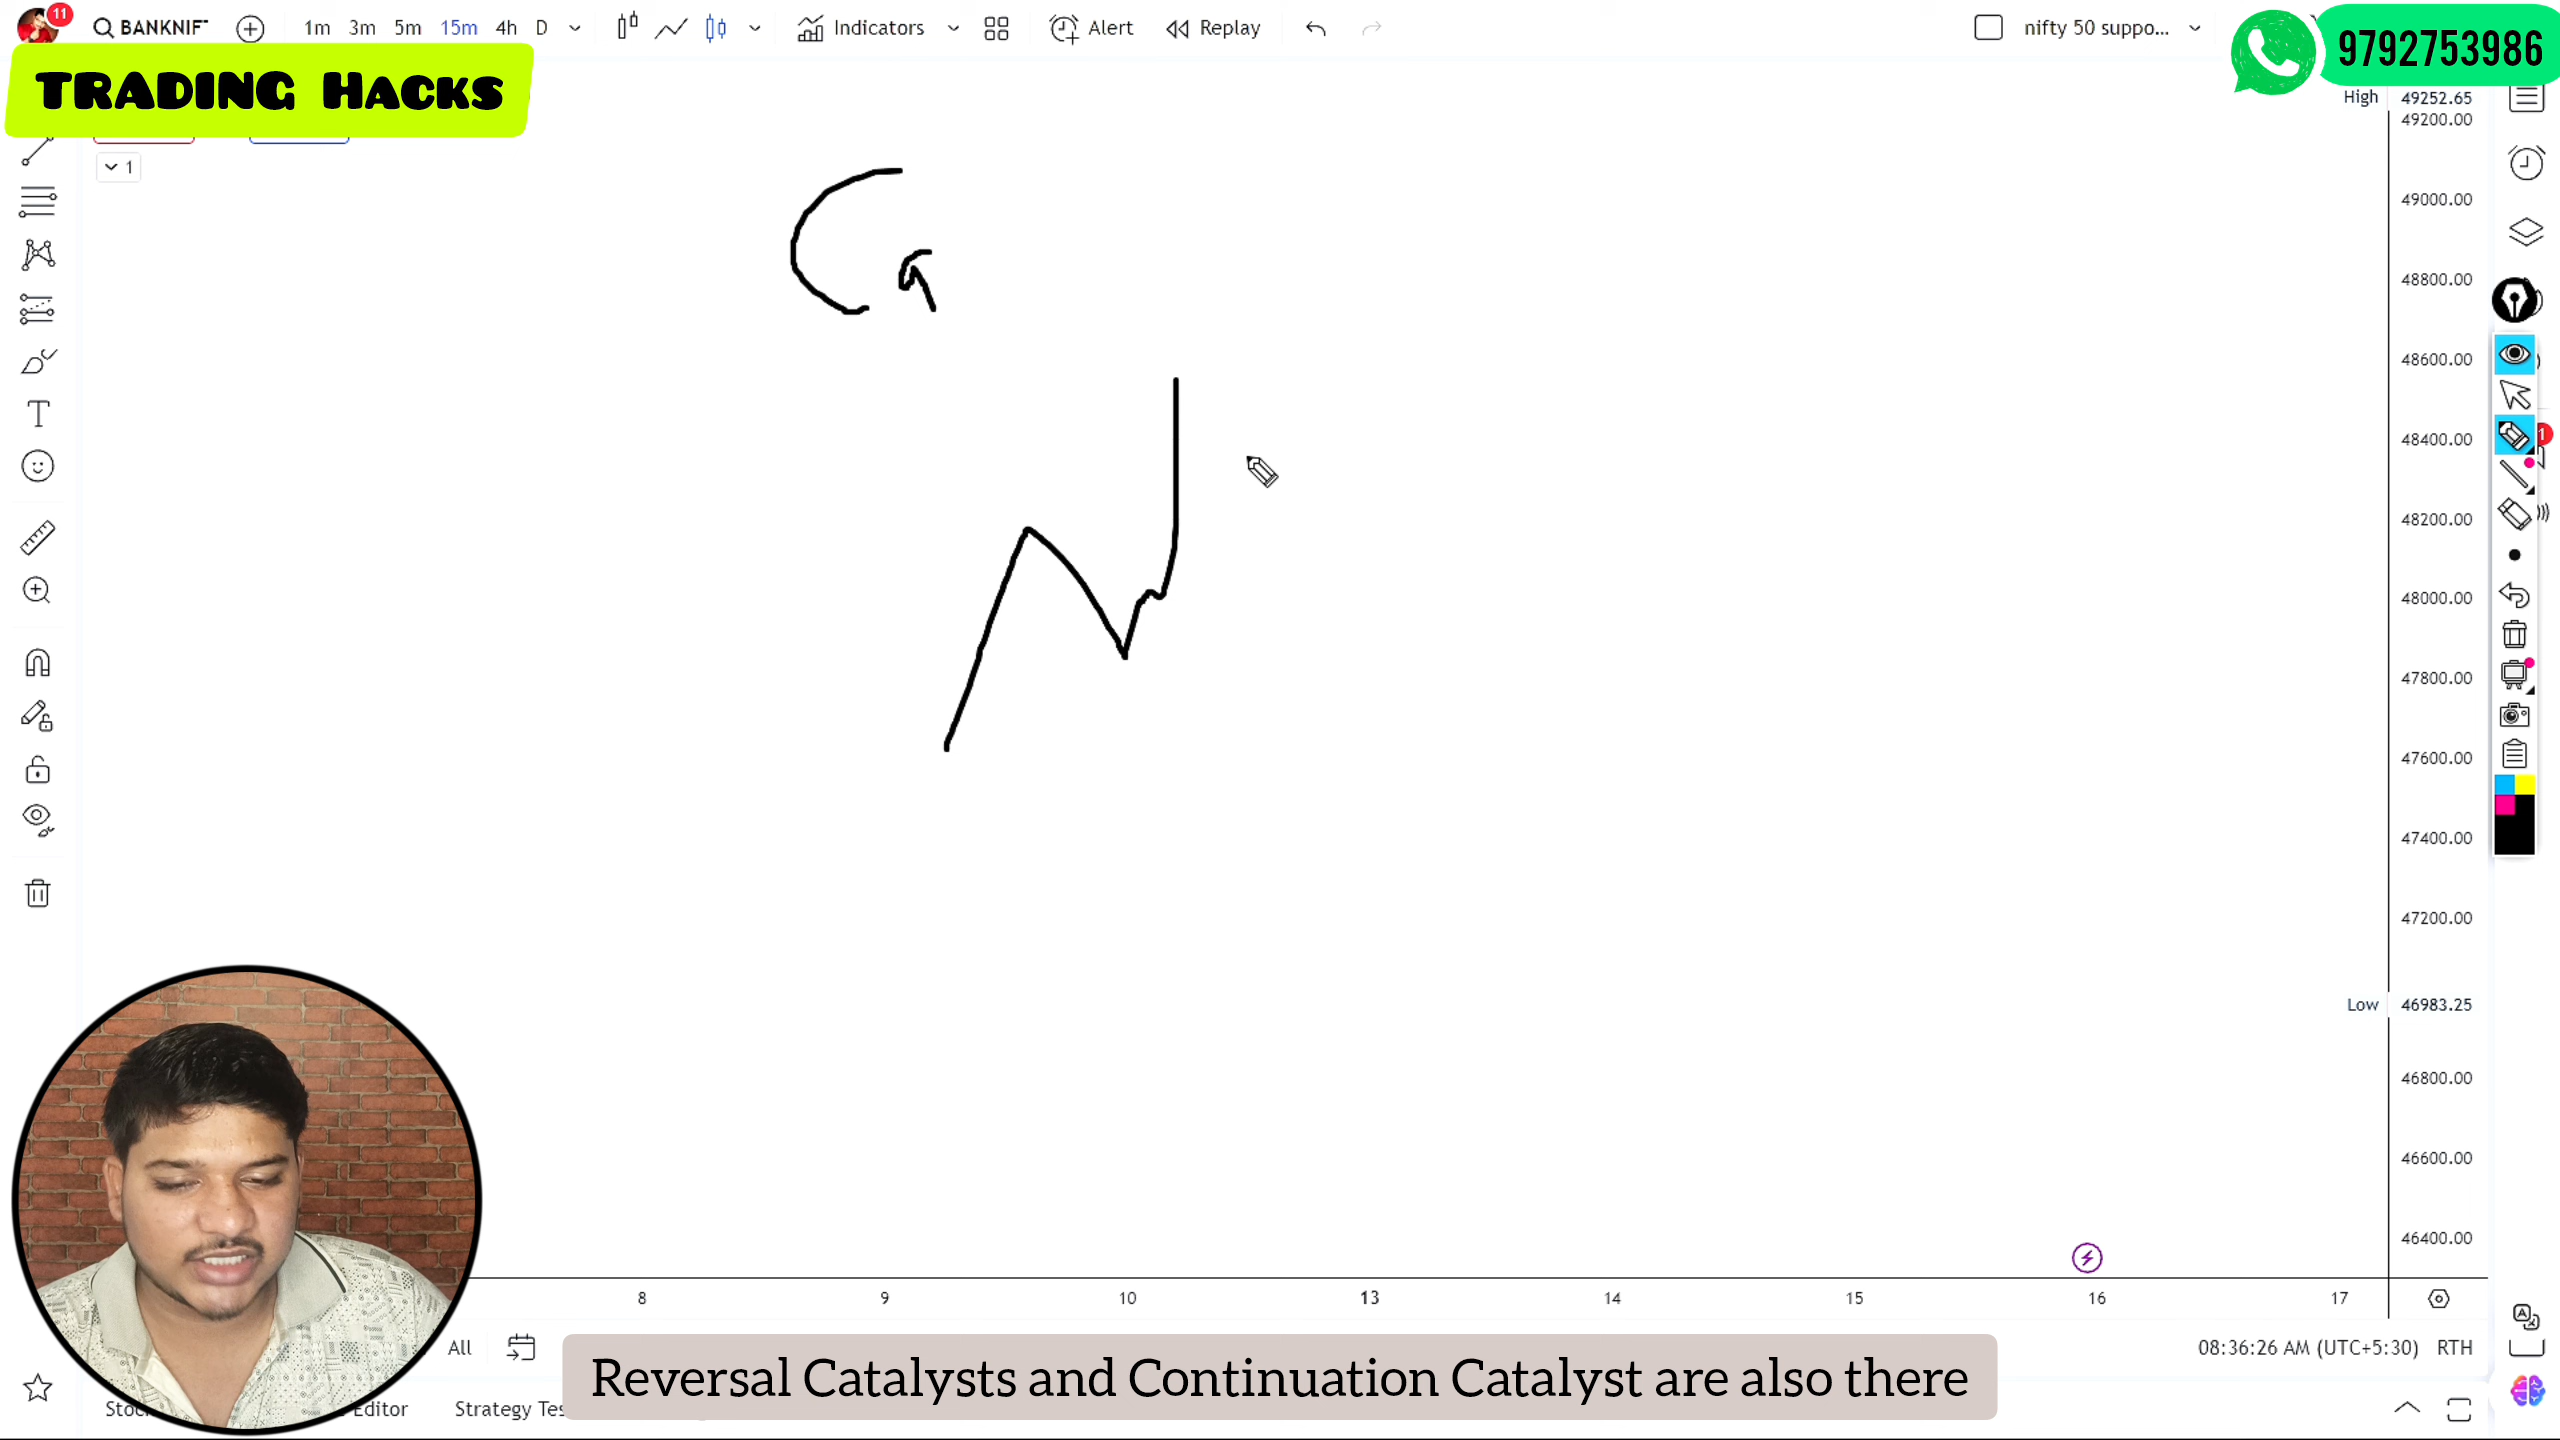 11
BANKNIF
1m 3m 5m 15m 4h D
Indicators
Alert
Replay
nifty 50 suppo...
9792753986
TRADING HACKS
1
High 49252.65
49200.00
49000.00
48800.00
48600.00
48400.00
48200.00
48000.00
47800.00
47600.00
47400.00
47200.00
Low 46983.25
46800.00
46600.00
46400.00
Ca
1
8 9 10 13 14 15 16 17
All
08:36:26 AM (UTC+5:30) RTH
Reversal Catalysts and Continuation Catalyst are also there
Editor
Strategy Tes